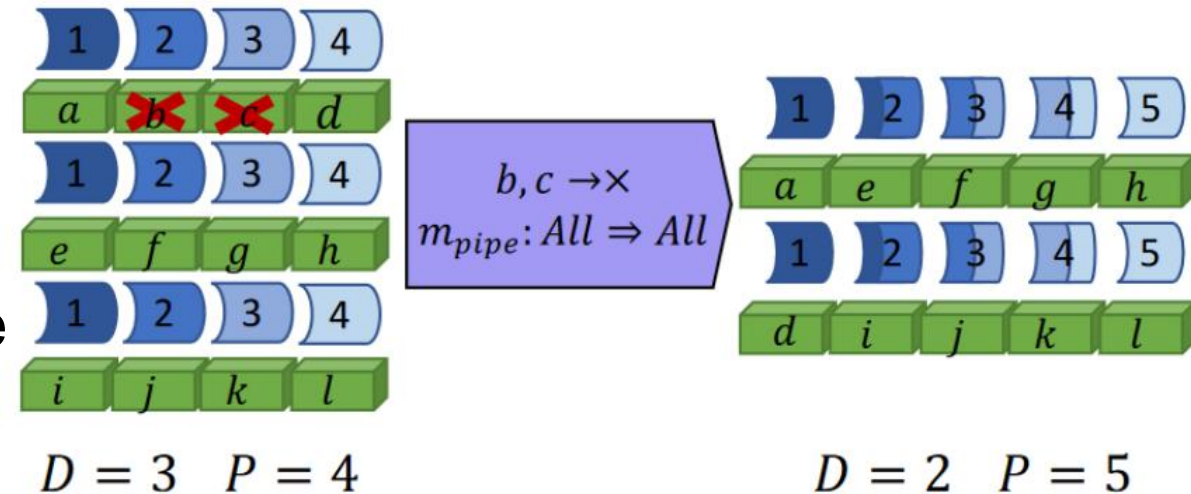 1 2 3 4
a b c d
1 2 3 4
e f g h
e
1 2 3 4
i j k l
D = 3 P = 4
b, c →×
m_pipe: All ⇒ All
1 2 3 4 5
a e f g h
1 2 3 4 5
d i j k l
D = 2 P = 5